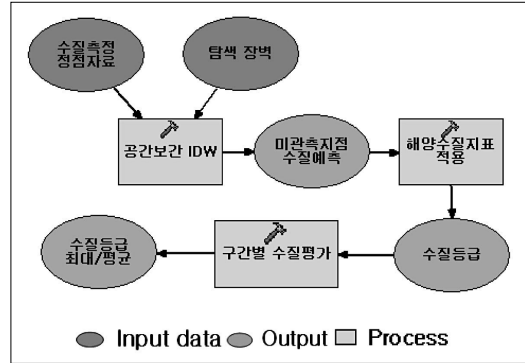 수질측정
정점자료
탐색 장벽
공간보간 IDW
미관측지점
수질예측
해양수질지표
적용
수질등급
최대/평균
구간별 수질평가
수질등급
Input data
Output
Process